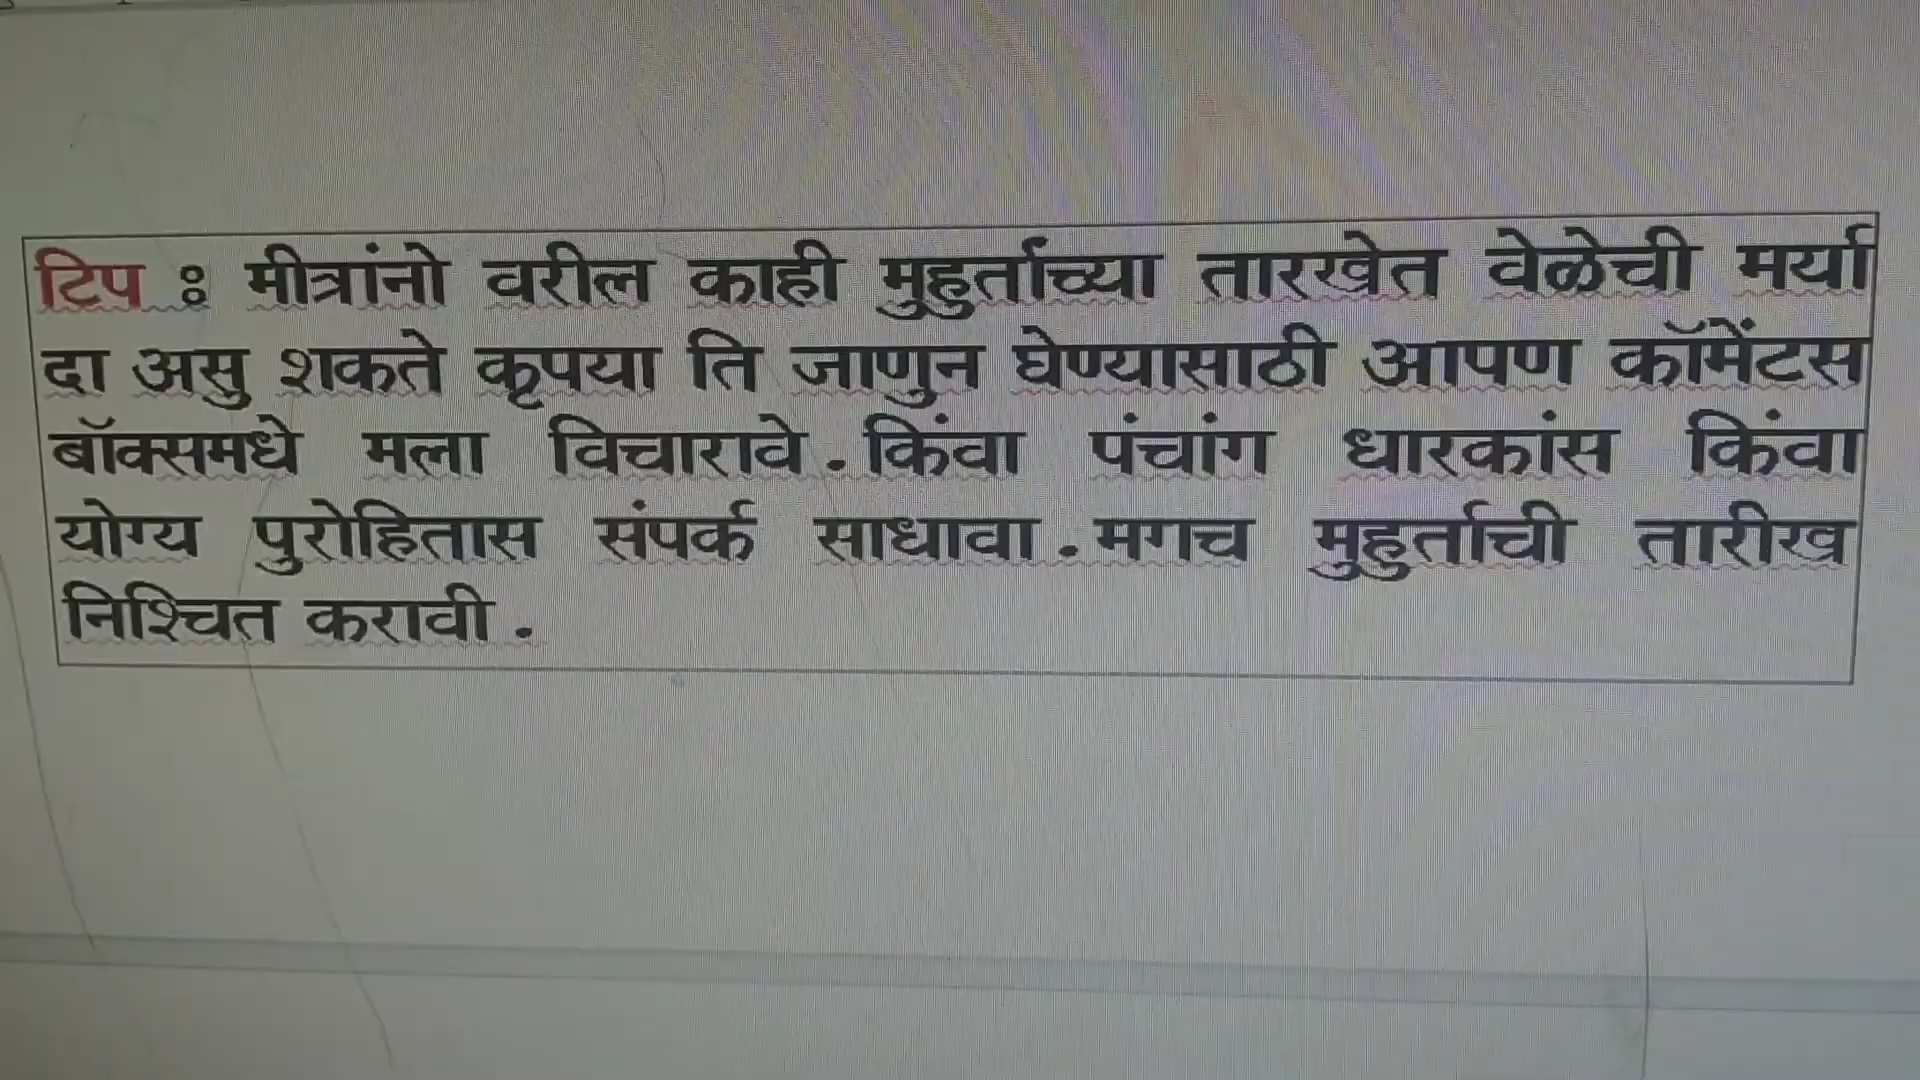 टिप : मीत्रांनो वरील काही मुहुर्ताच्या तारखेत वेळेची मर्या
दा असु शकते कृपया ति जाणुन घेण्यासाठी आपण कॉमेंटस
बॉक्समधे मला विचारावे . किंवा पंचांग धारकांस किंवा
योग्य पुरोहितास संपर्क साधावा . मगच मुहुर्ताची तारीख
निश्चित करावी .